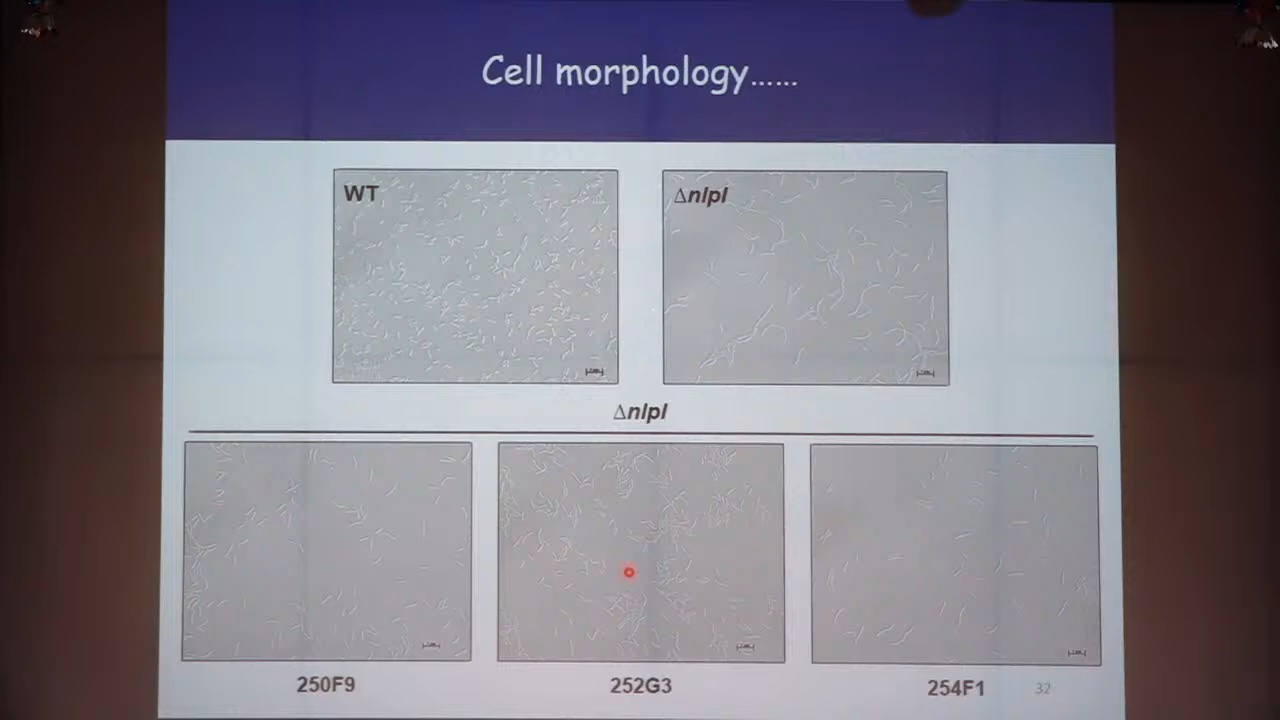 Cell morphology......
WT
Δnlpl
Δnlpl
250F9
252G3
254F1
32